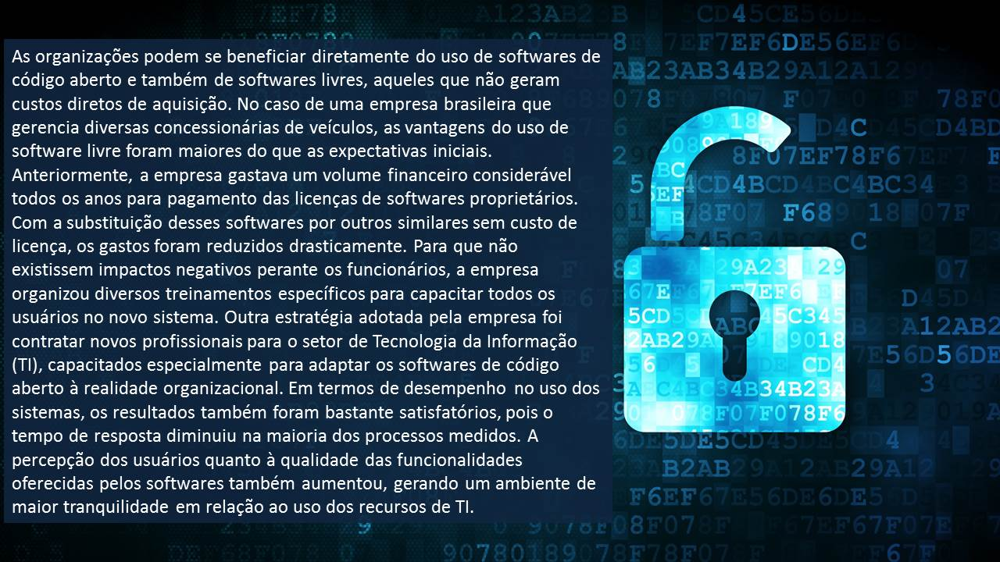 As organizações podem se beneficiar diretamente do uso de softwares de
código aberto e também de softwares livres, aqueles que não geram
custos diretos de aquisição. No caso de uma empresa brasileira que
gerencia diversas concessionárias de veículos, as vantagens do uso de
software livre foram maiores do que as expectativas iniciais.
Anteriormente, a empresa gastava um volume financeiro considerável
todos os anos para pagamento das licenças de softwares proprietários.
Com a substituição desses softwares por outros similares sem custo de
licença, os gastos foram reduzidos drasticamente. Para que não
existissem impactos negativos perante os funcionários, a empresa
organizou diversos treinamentos específicos para capacitar todos os
usuários no novo sistema. Outra estratégia adotada pela empresa foi
contratar novos profissionais para o setor de Tecnologia da Informação
(TI), capacitados especialmente para adaptar os softwares de código
aberto à realidade organizacional. Em termos de desempenho no uso dos
sistemas, os resultados também foram bastante satisfatórios, pois o
tempo de resposta diminuiu na maioria dos processos medidos. A
percepção dos usuários quanto à qualidade das funcionalidades
oferecidas pelos softwares também aumentou, gerando um ambiente de
maior tranquilidade em relação ao uso dos recursos de TI.